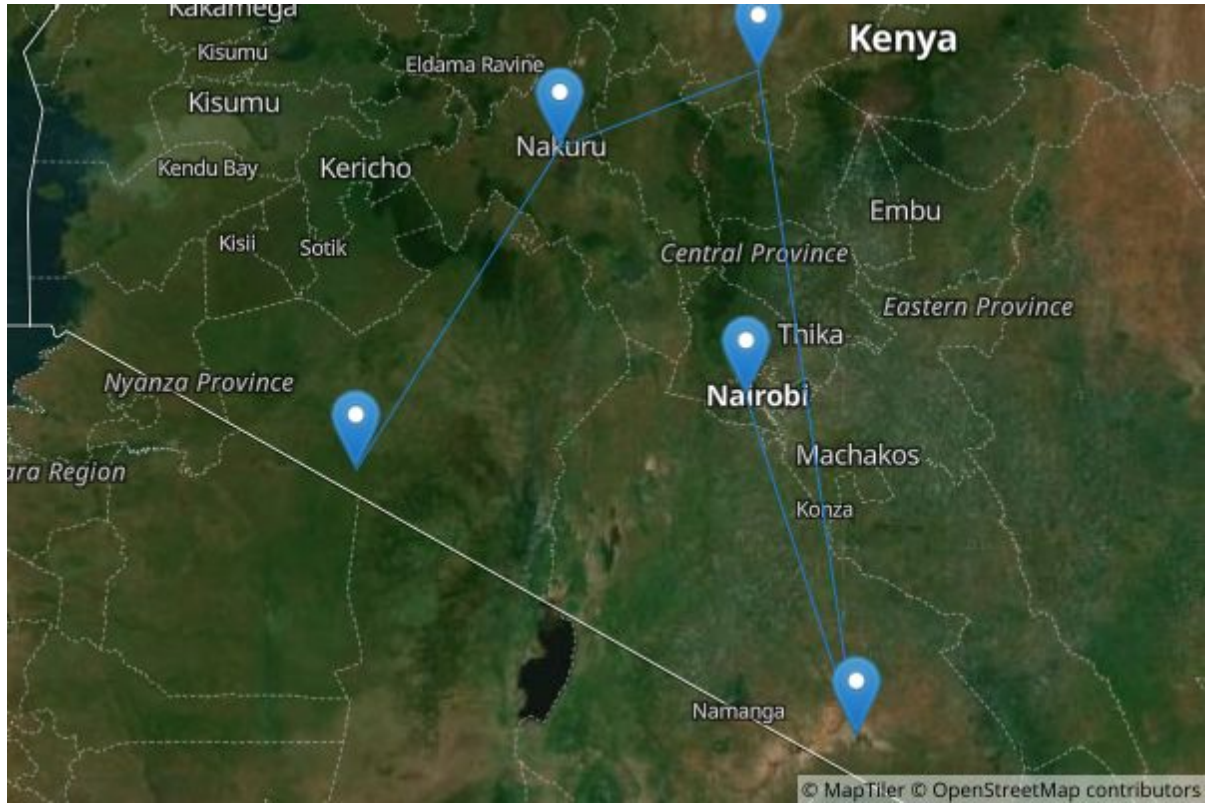 Kakamega
Kenya
Kisumu
Eldama Ravine
Kisumu
Nakuru
Kendu Bay
Kericho
Embu
Kisii
Sotik
Central Province
Eastern Province
Thika
Nyanza Province
Nairobi
Machakos
ara Region
Konza
Namanga
© MapTiler © OpenStreetMap contributors